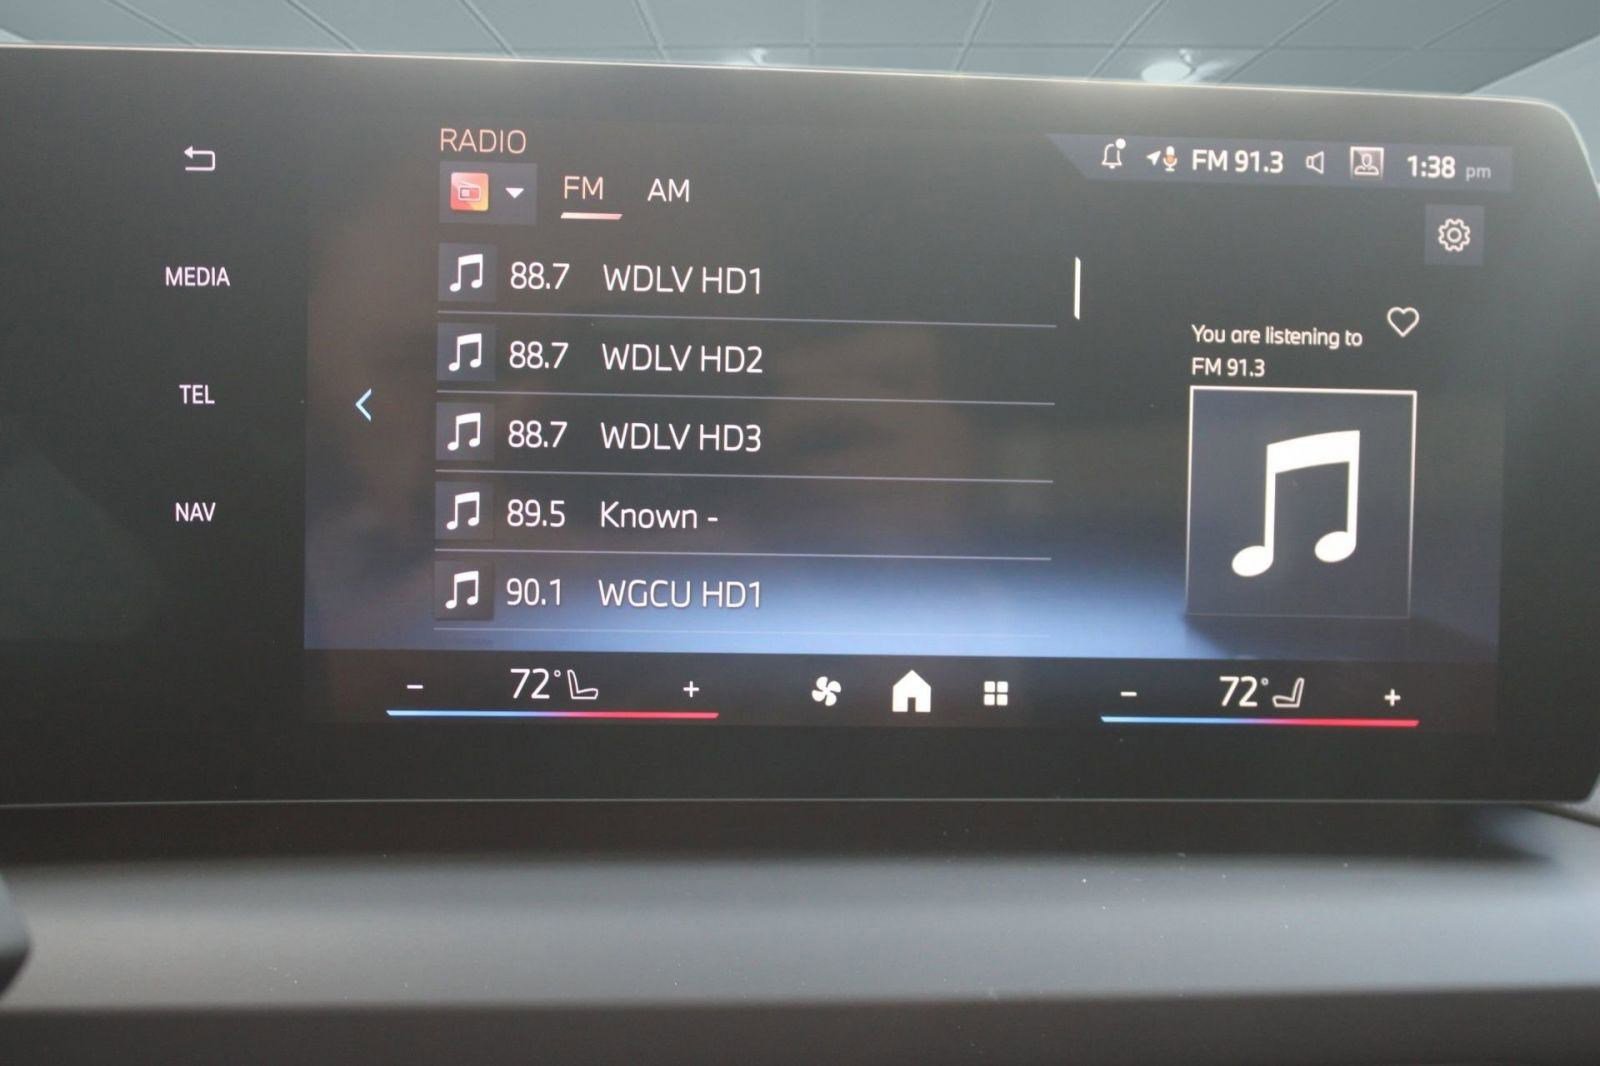 RADIO
FM 91.3 1:38 pm
FM AM
MEDIA
88.7 WDLV HD1
You are listening to
FM 91.3
88.7 WDLV HD2
TEL
88.7 WDLV HD3
NAV
89.5 Known -
90.1 WGCU HD1
- 72° + - 72° +